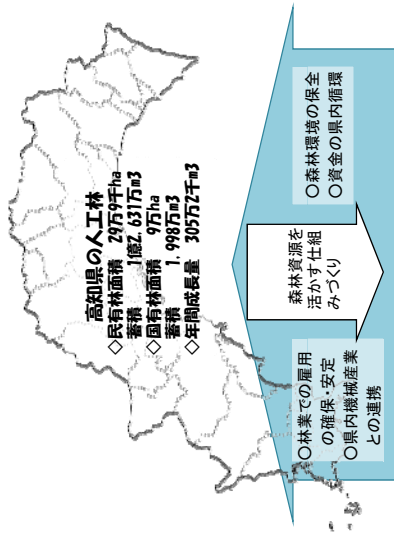 高知県の人工林
◇民有林面積 29万9千ha
蓄積 1億2,631万m3
◇国有林面積 9万ha
蓄積 1,998万m3
◇年間成長量 305万2千m3
○林業での雇用
の確保・安定
○県内機械産業
との連携
森林資源を
活かす仕組
みづくり
○森林環境の保全
○資金の県内循環